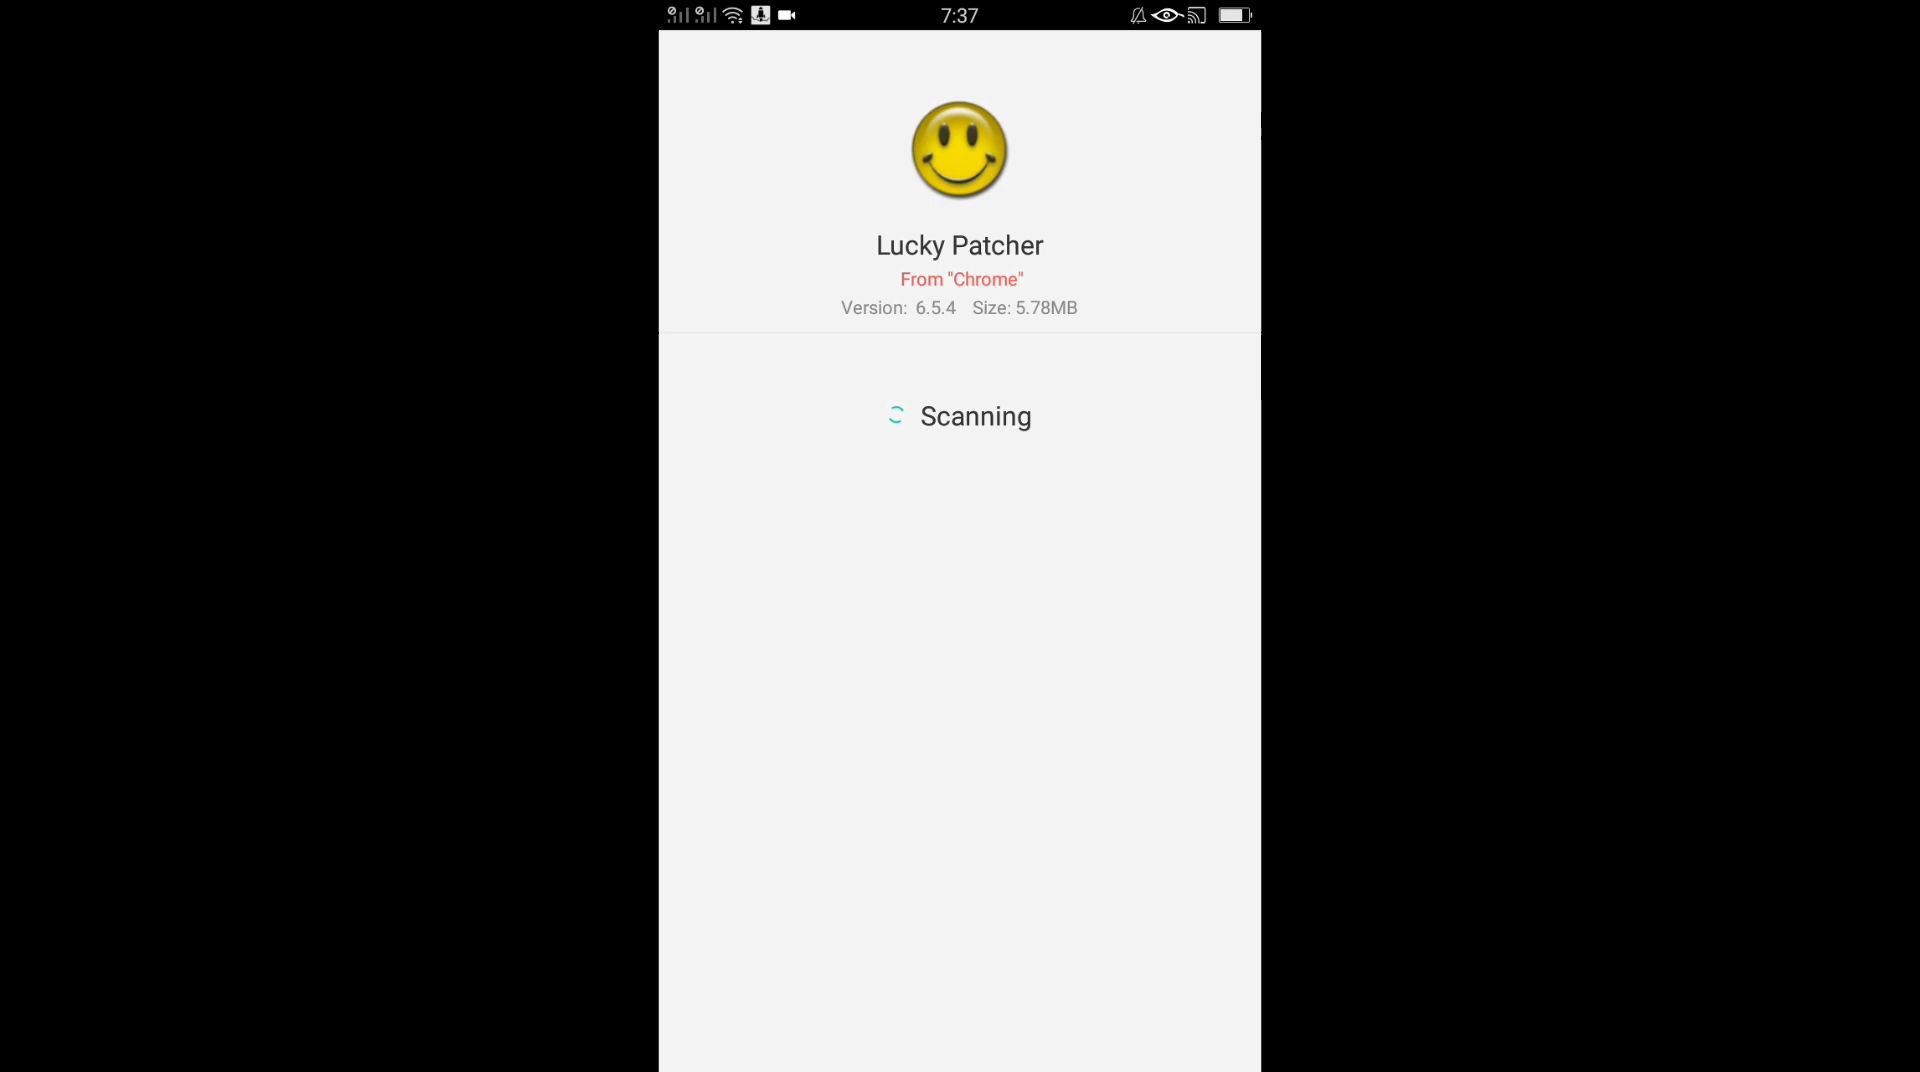 7:37
Lucky Patcher
From "Chrome"
Version: 6.5.4 Size: 5.78MB
Scanning